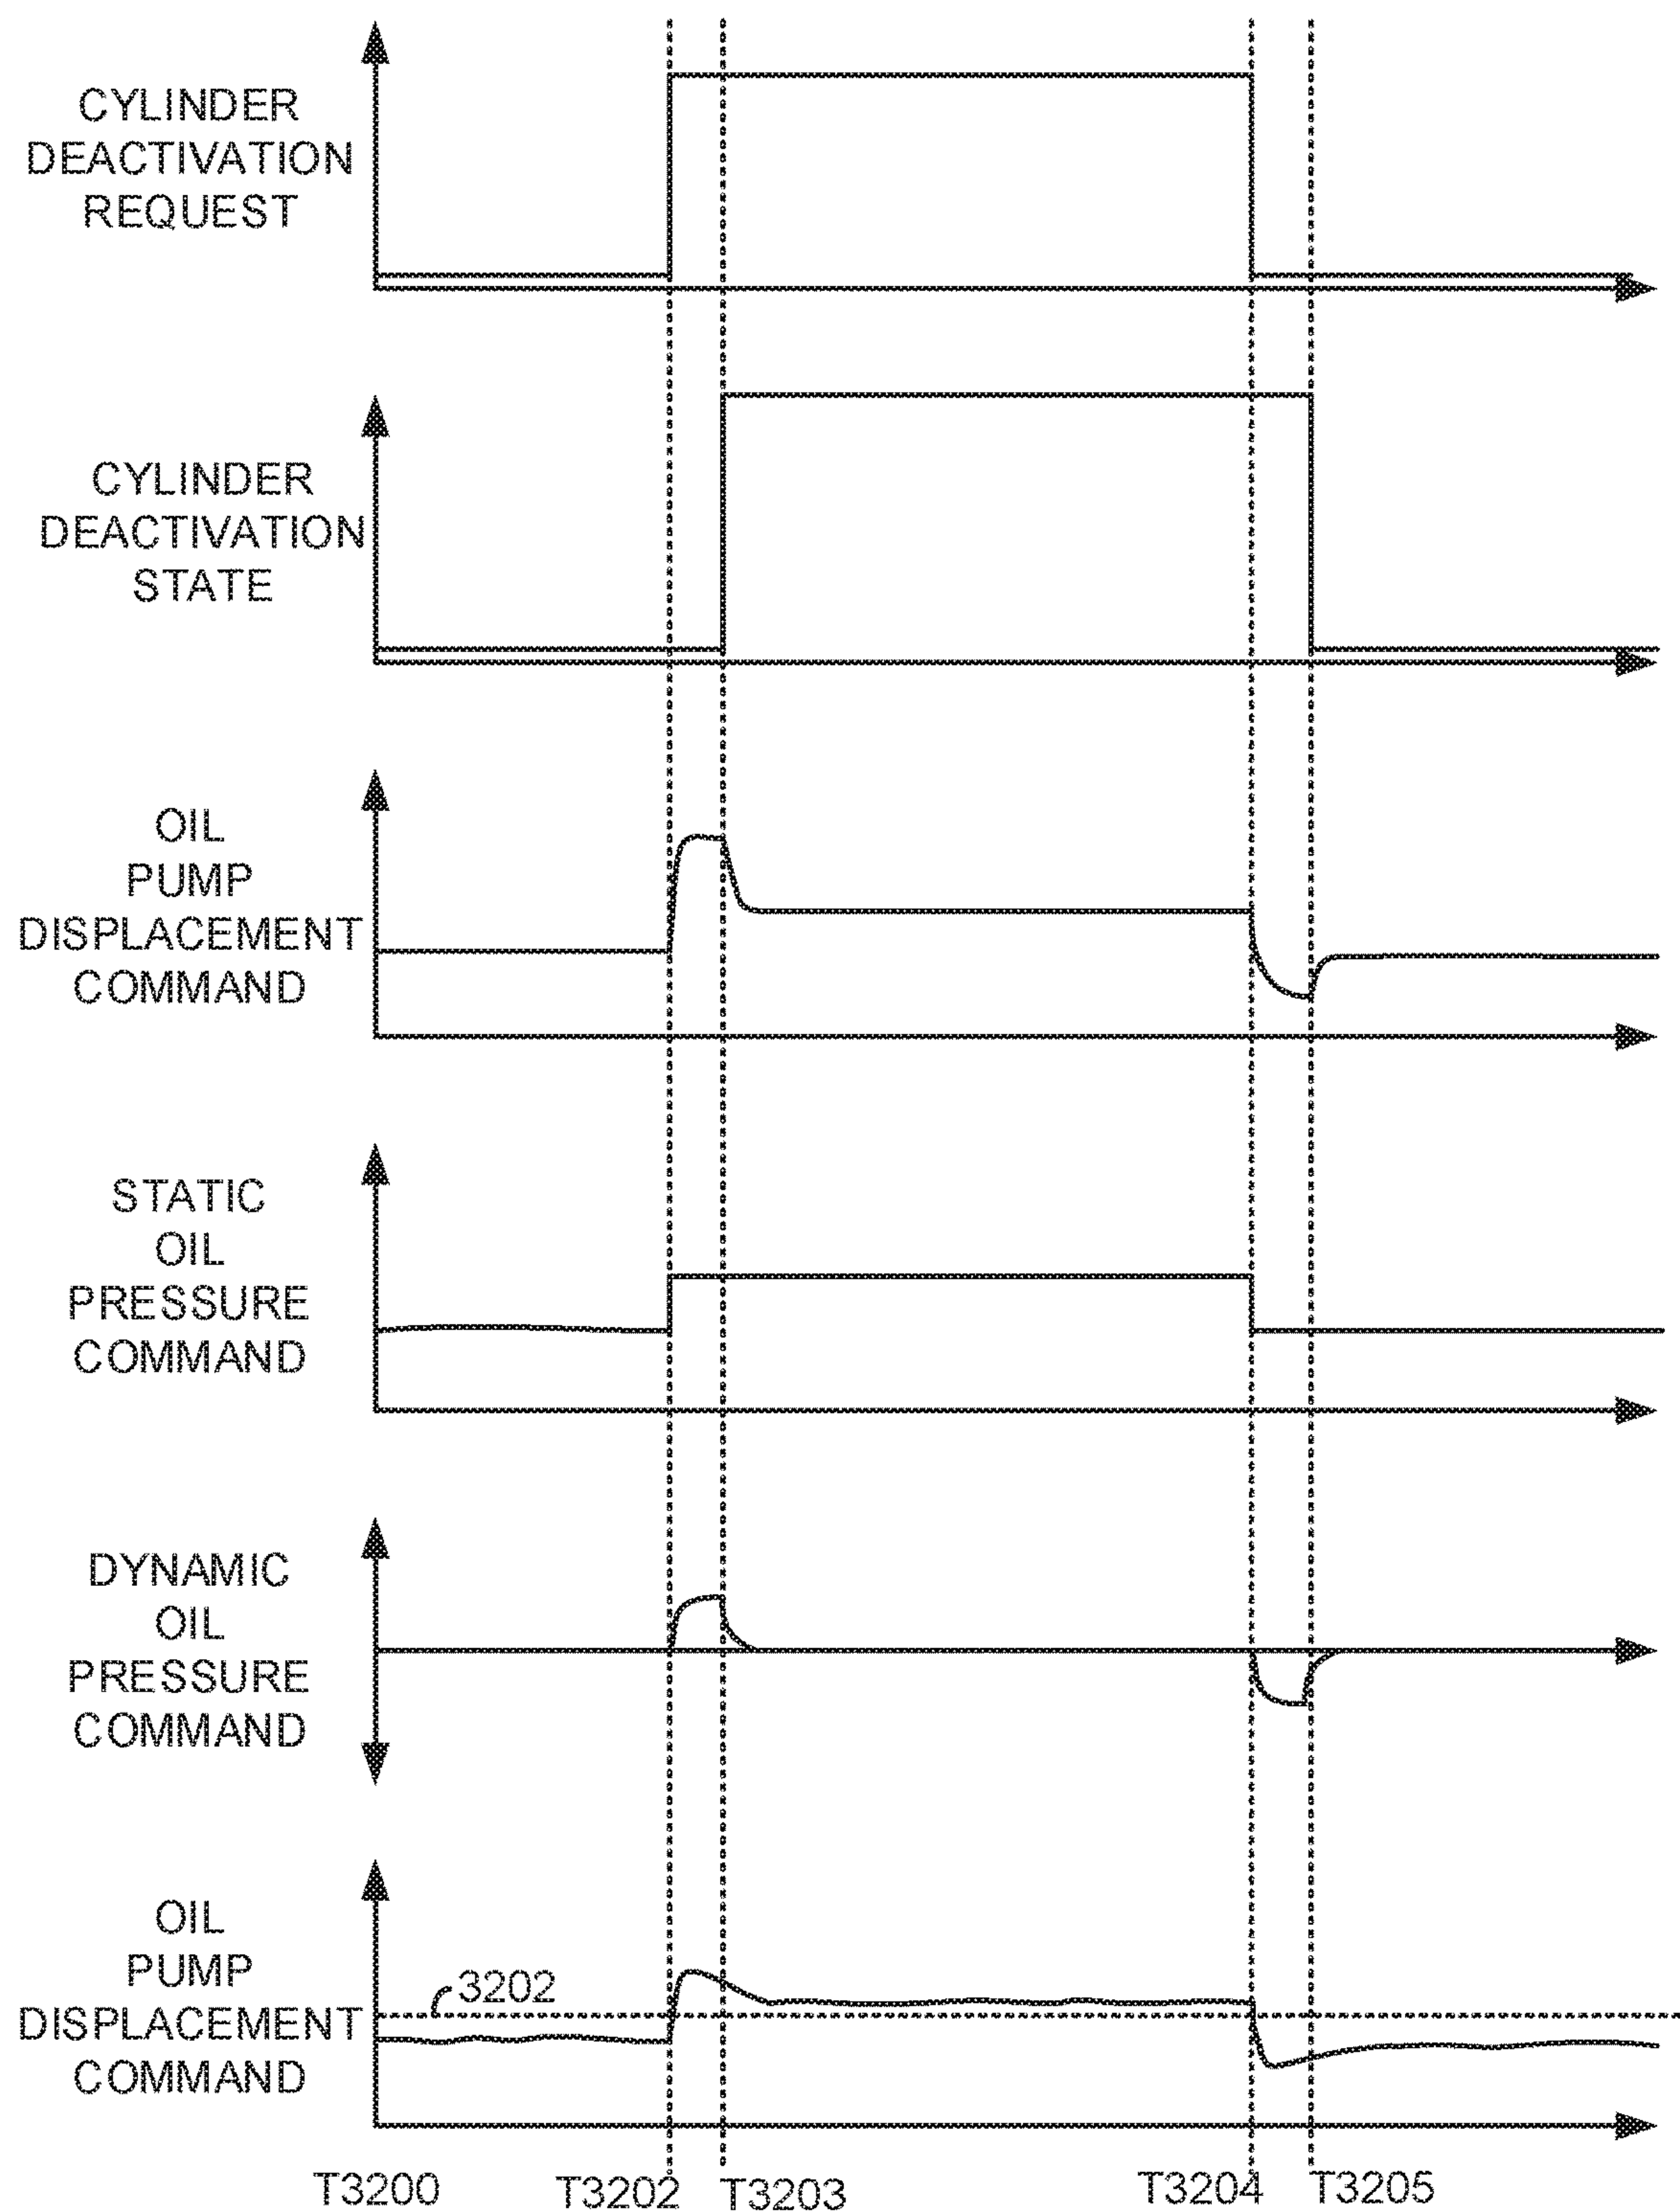 CYLINDER
DEACTIVATION
REQUEST
CYLINDER
DEACTIVATION
STATE
OIL
PUMP
DISPLACEMENT
COMMAND
STATIC
OIL
PRESSURE
COMMAND
DYNAMIC
OIL
PRESSURE
COMMAND
OIL
PUMP
DISPLACEMENT
COMMAND
3202
T3200 T3202 T3203 T3204 T3205